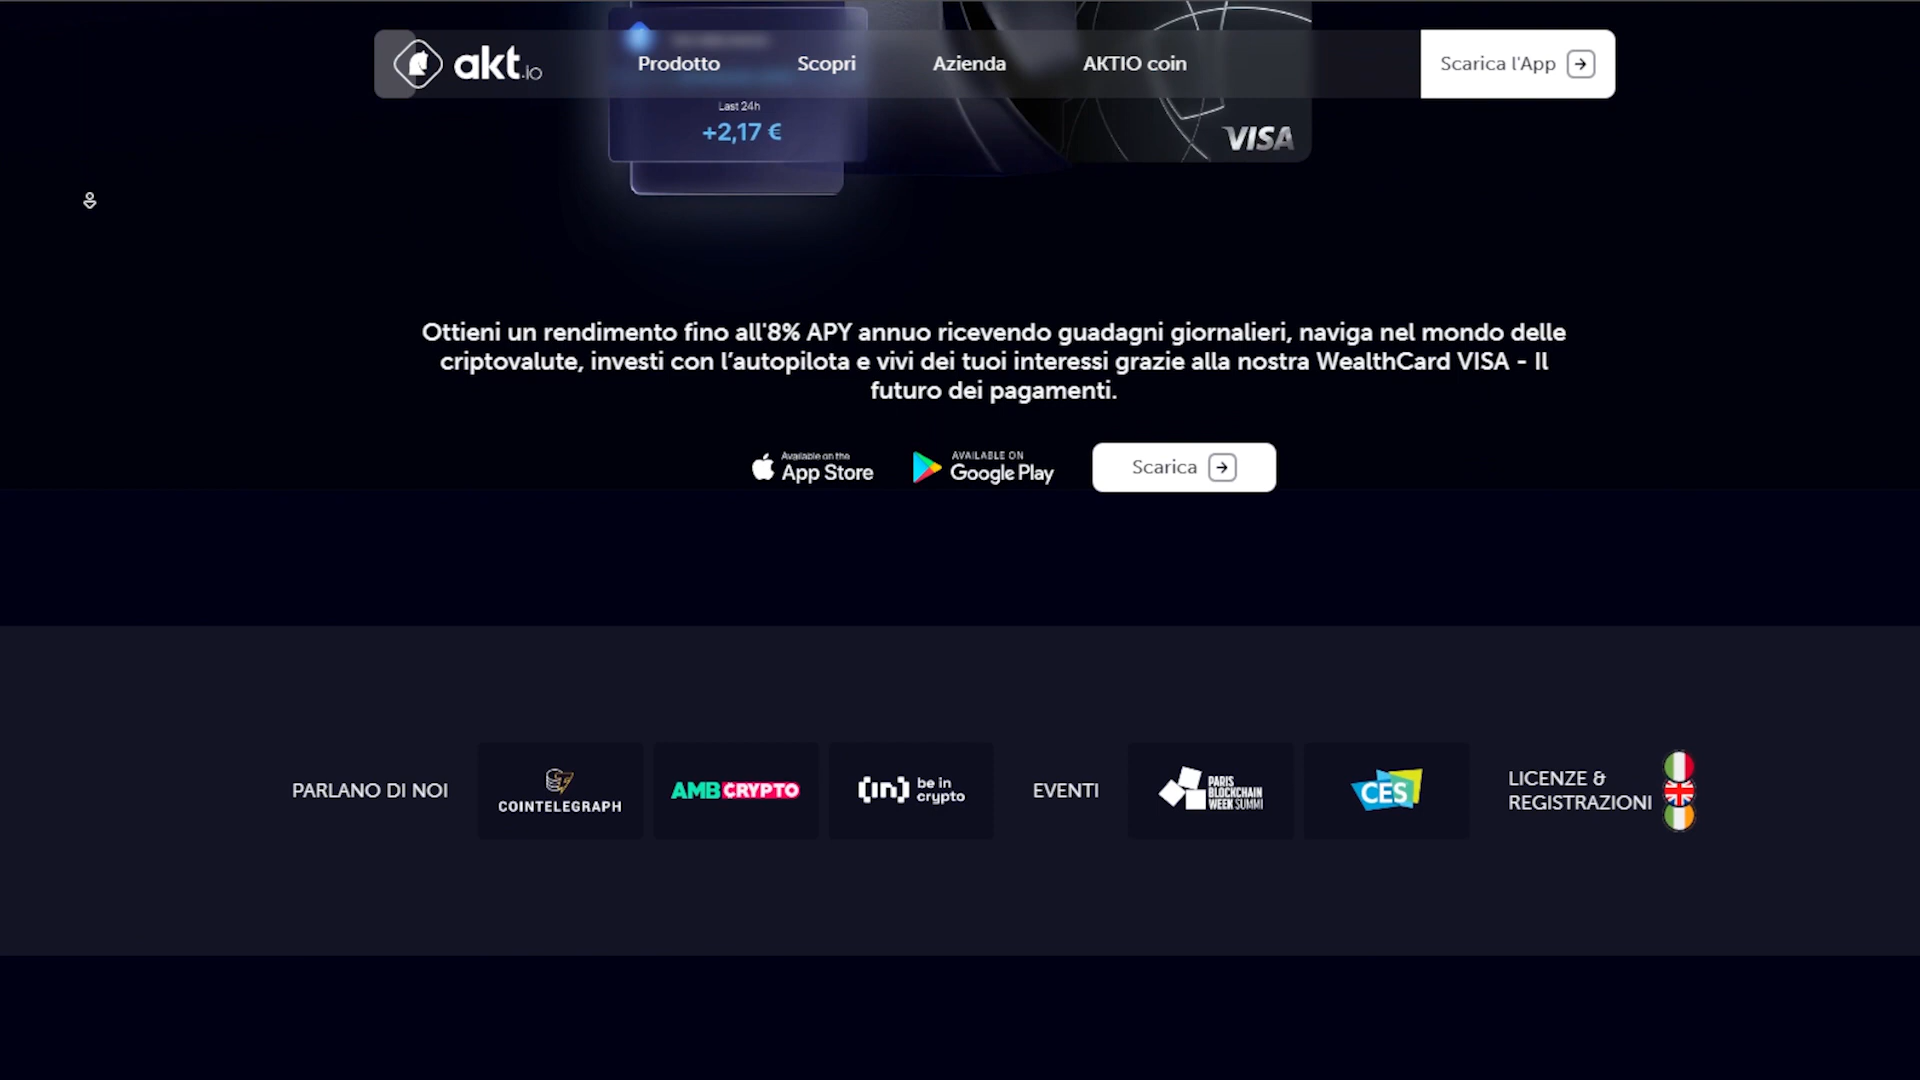 akt.io
Prodotto
Scopri
Azienda
AKTIO coin
Scarica l'App
Last 24h
+2,17 €
VISA
Ottieni un rendimento fino all'8% APY annuo ricevendo guadagni giornalieri, naviga nel mondo delle
criptovalute, investi con l’autopilota e vivi dei tuoi interessi grazie alla nostra WealthCard VISA - Il
futuro dei pagamenti.
Available on the
App Store
AVAILABLE ON
Google Play
Scarica
PARLANO DI NOI
COINTELEGRAPH
AMBCRYPTO
(in) be in
crypto
EVENTI
PARIS
BLOCKCHAIN
WEEK SUMMI
CES
LICENZE &
REGISTRAZIONI